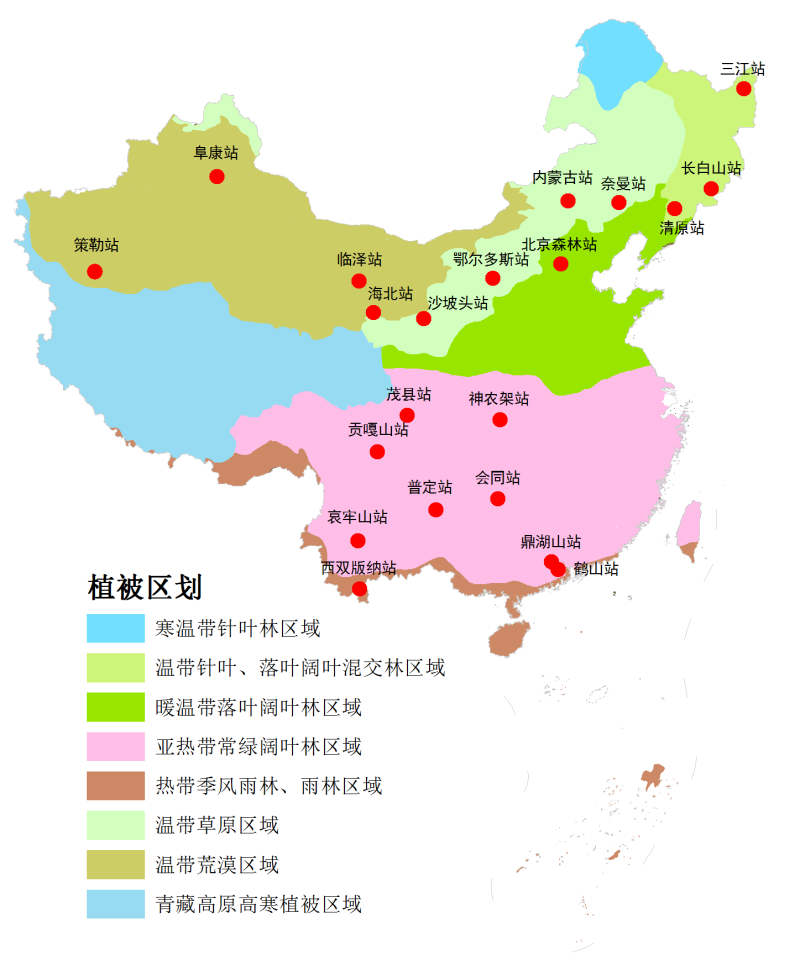 三江站
阜康站
长白山站
内蒙古站
奈曼站
清原站
策勒站
北京森林站
临泽站
鄂尔多斯站
海北站
沙坡头站
茂县站
神农架站
贡嘎山站
会同站
普定站
哀牢山站
鼎湖山站
西双版纳站
鹤山站
植被区划
寒温带针叶林区域
温带针叶、落叶阔叶混交林区域
暖温带落叶阔叶林区域
亚热带常绿阔叶林区域
热带季风雨林、雨林区域
温带草原区域
温带荒漠区域
青藏高原高寒植被区域